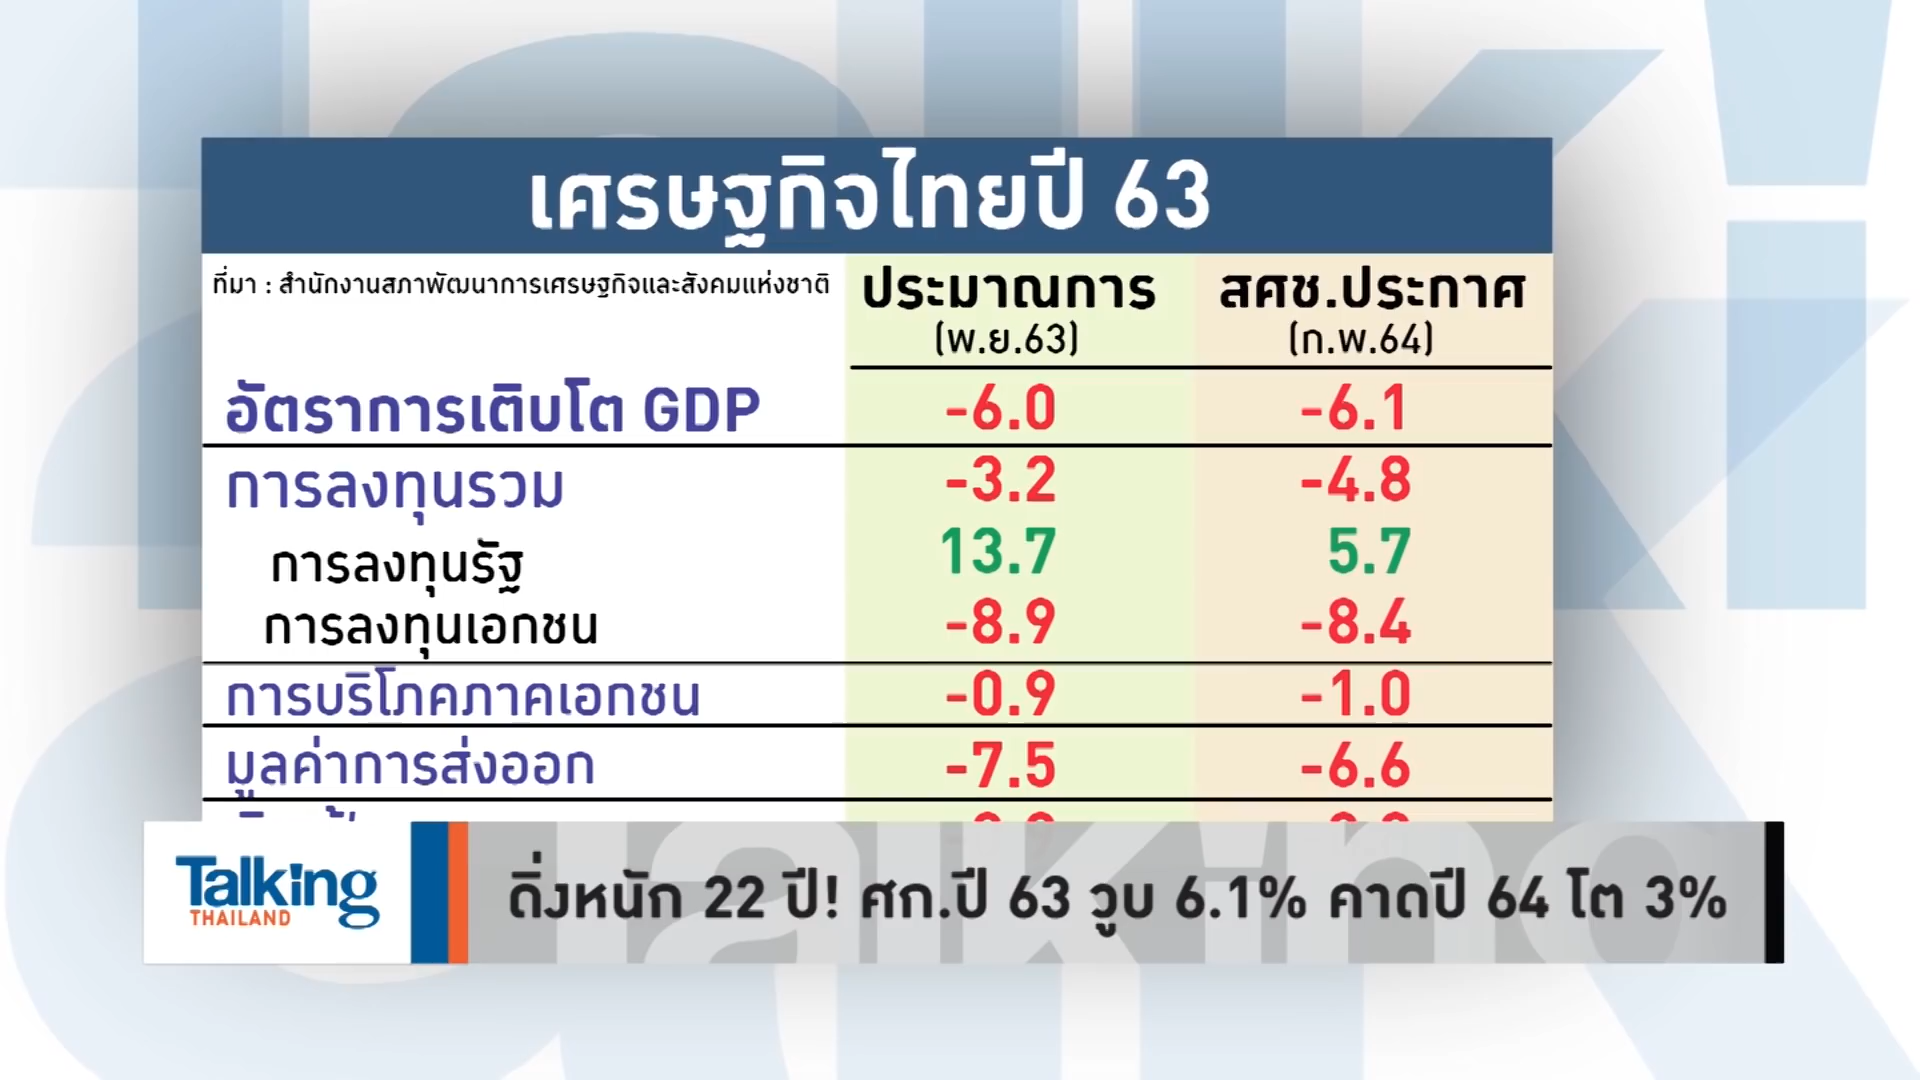 เศรษฐกิจไทยปี 63
ที่มา : สำนักงานสภาพัฒนาการเศรษฐกิจและสังคมแห่งชาติ ประมาณการ สศช.ประกาศ
(พ.ย.63) (ก.พ.64)
อัตราการเติบโต GDP -6.0 -6.1
การลงทุนรวม -3.2 -4.8
การลงทุนรัฐ 13.7 5.7
การลงทุนเอกชน -8.9 -8.4
การบริโภคภาคเอกชน -0.9 -1.0
มูลค่าการส่งออก -7.5 -6.6
Talking
THAILAND
ดิ่งหนัก 22 ปี! ศก.ปี 63 วูบ 6.1% คาดปี 64 โต 3%